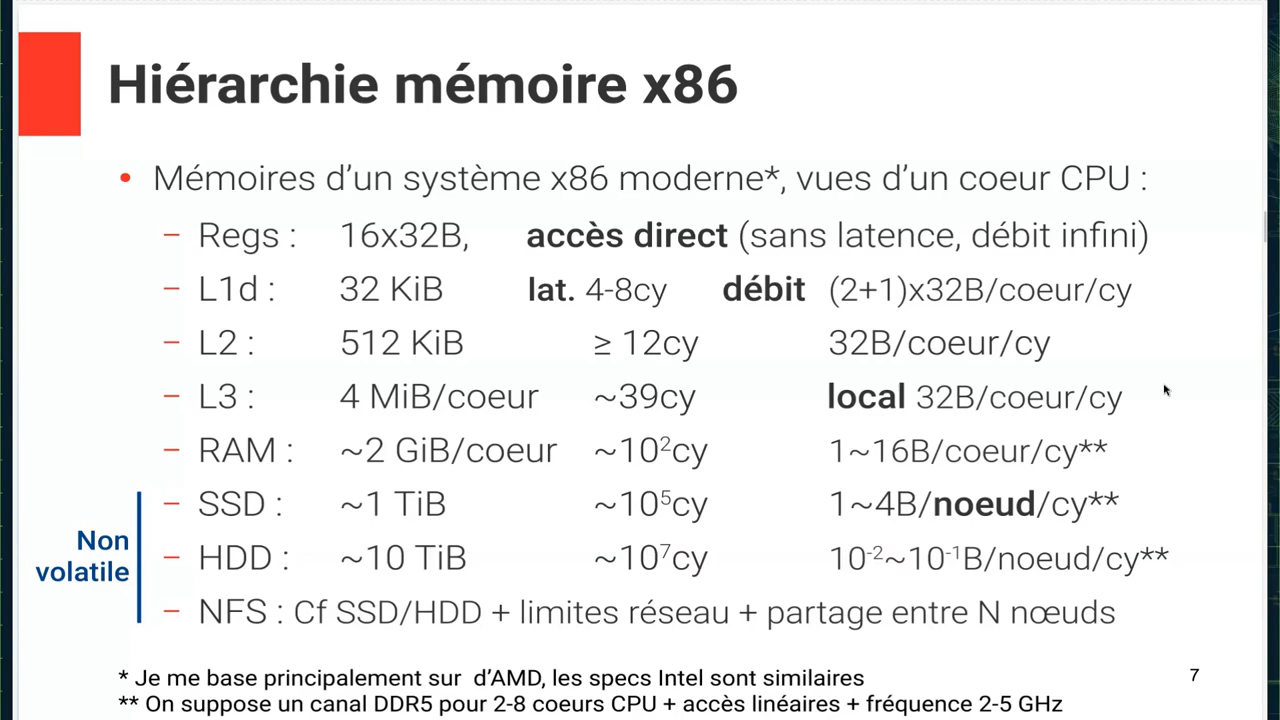 Hiérarchie mémoire x86
• Mémoires d'un système x86 moderne*, vues d'un coeur CPU :
– Regs : 16x32B, accès direct (sans latence, débit infini)
– L1d : 32 KiB lat. 4-8cy débit (2+1)x32B/coeur/cy
– L2 : 512 KiB ≥ 12cy 32B/coeur/cy
– L3 : 4 MiB/coeur ~39cy local 32B/coeur/cy
– RAM : ~2 GiB/coeur ~10²cy 1~16B/coeur/cy**
– SSD : ~1 TiB ~10⁵cy 1~4B/noeud/cy**
– HDD : ~10 TiB ~10⁷cy 10⁻²~10⁻¹B/noeud/cy**
– NFS : Cf SSD/HDD + limites réseau + partage entre N nœuds
Non
volatile
* Je me base principalement sur d'AMD, les specs Intel sont similaires
** On suppose un canal DDR5 pour 2-8 coeurs CPU + accès linéaires + fréquence 2-5 GHz
7